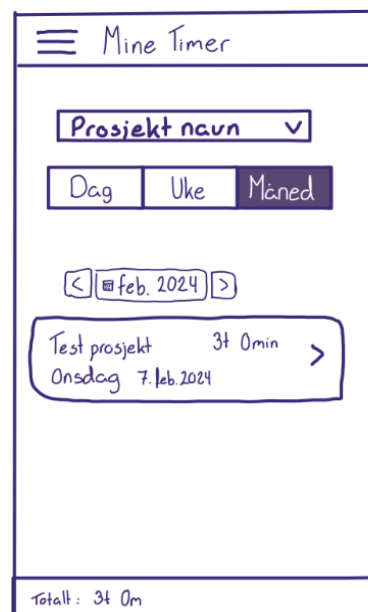 Mine Timer
Prosjekt navn
Dag Uke Måned
< feb. 2024 >
Test prosjekt 3t 0min >
Onsdag 7. feb. 2024
Totalt: 3t 0m